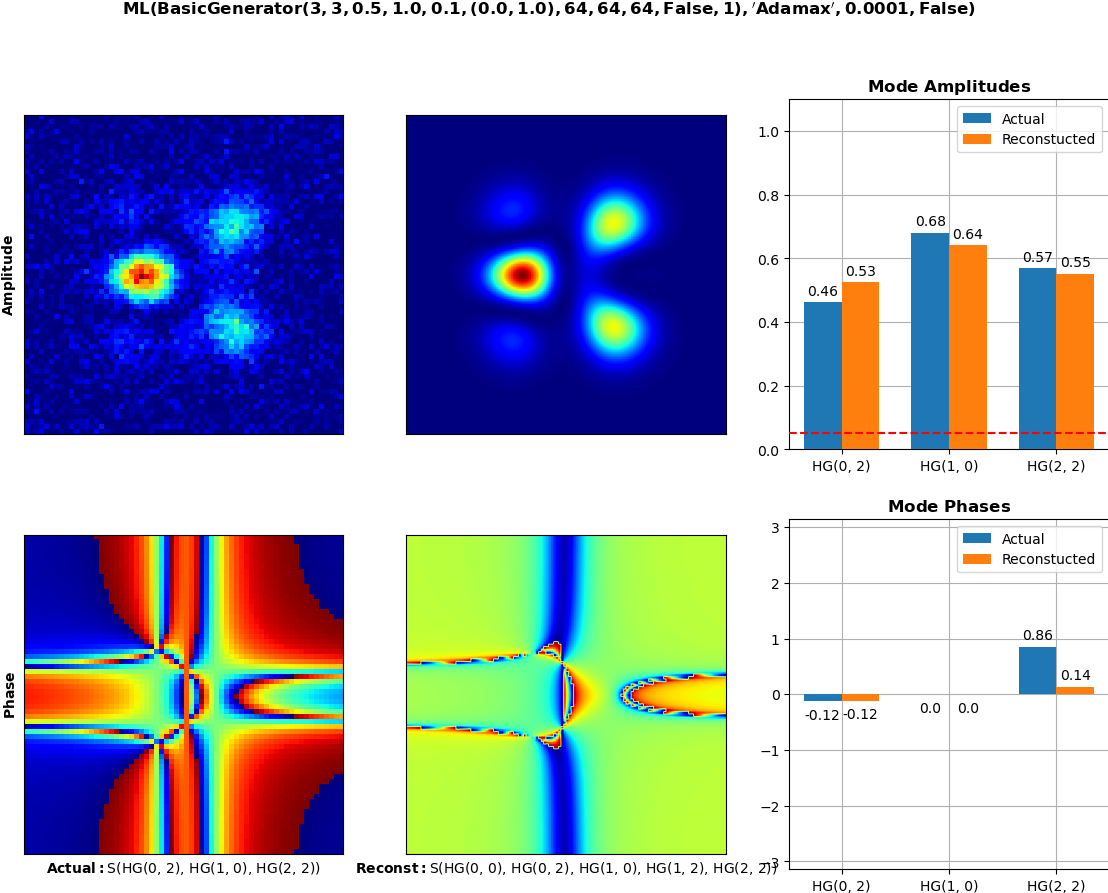 ML(BasicGenerator(3, 3, 0.5, 1.0, 0.1, (0.0, 1.0), 64, 64, 64, False, 1), ′Adamax′, 0.0001, False)
Amplitude
Mode Amplitudes
Actual
Reconstucted
1.0
0.8
0.6
0.4
0.2
0.0
0.46
0.53
0.68
0.64
0.57
0.55
HG(0, 2)
HG(1, 0)
HG(2, 2)
Phase
Mode Phases
Actual
Reconstucted
3
2
1
0
−1
−2
−3
-0.12
-0.12
0.0
0.0
0.86
0.14
HG(0, 2)
HG(1, 0)
HG(2, 2)
Actual: S(HG(0, 2), HG(1, 0), HG(2, 2))
Reconst: S(HG(0, 0), HG(0, 2), HG(1, 0), HG(1, 2), HG(2, 2))